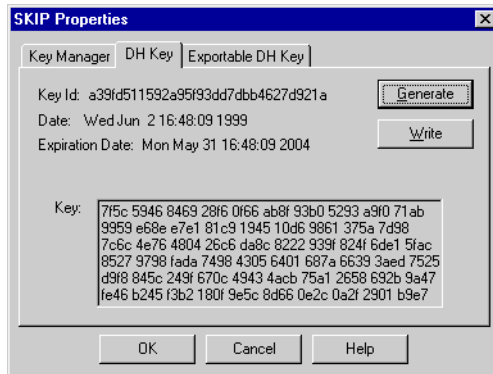 SKIP Properties
Key Manager DH Key Exportable DH Key
Key Id: a39fd511592a95f93dd7dbb4627d921a
Generate
Date: Wed Jun 2 16:48:09 1999
Write
Expiration Date: Mon May 31 16:48:09 2004
Key:
7f5c 5946 8469 28f6 0f66 ab8f 93b0 5293 a9f0 71ab
9959 e68e e7e1 81c9 1945 10d6 9861 375a 7d98
7c6c 4e76 4804 26c6 da8c 8222 939f 824f 6de1 5fac
8527 9798 fada 7498 4305 6401 687a 6639 3aed 7525
d9f8 845c 249f 670c 4943 4acb 75a1 2658 692b 9a47
fe46 b245 f3b2 180f 9e5c 8d66 0e2c 0a2f 2901 b9e7
OK Cancel Help